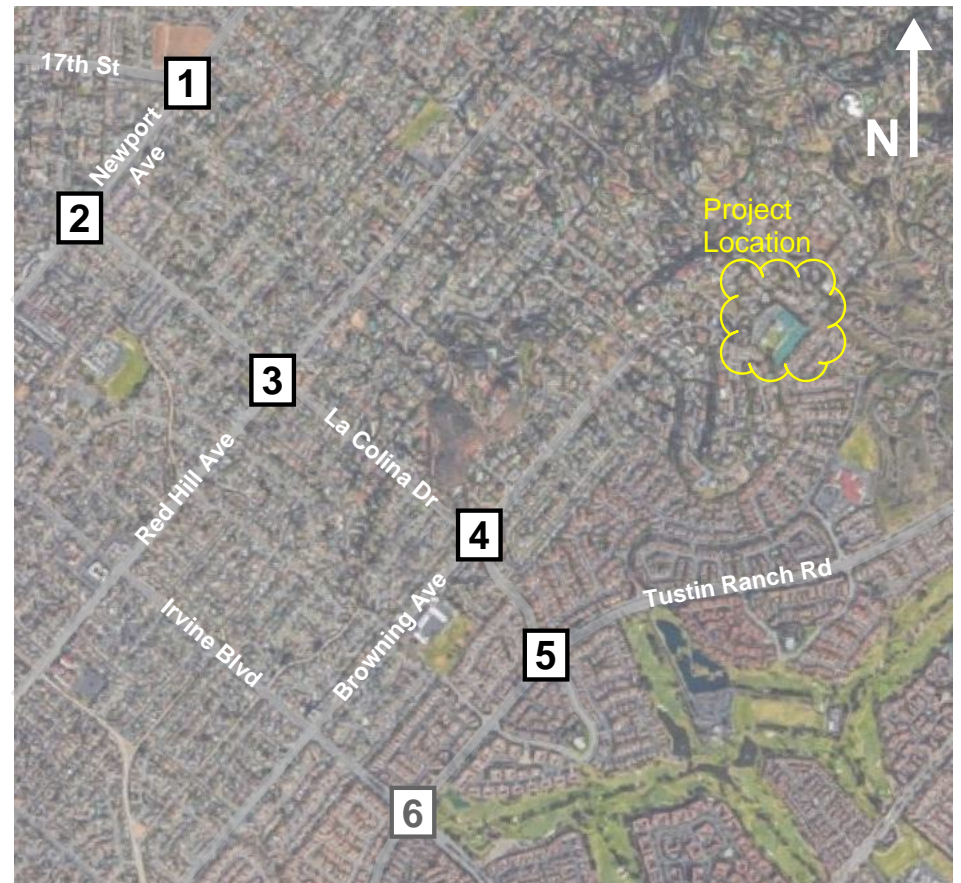 17th St
1
Newport
Ave
N
2
Project
Location
3
La Colina Dr
Red Hill Ave
4
Tustin Ranch Rd
Browning Ave
Irvine Blvd
5
6